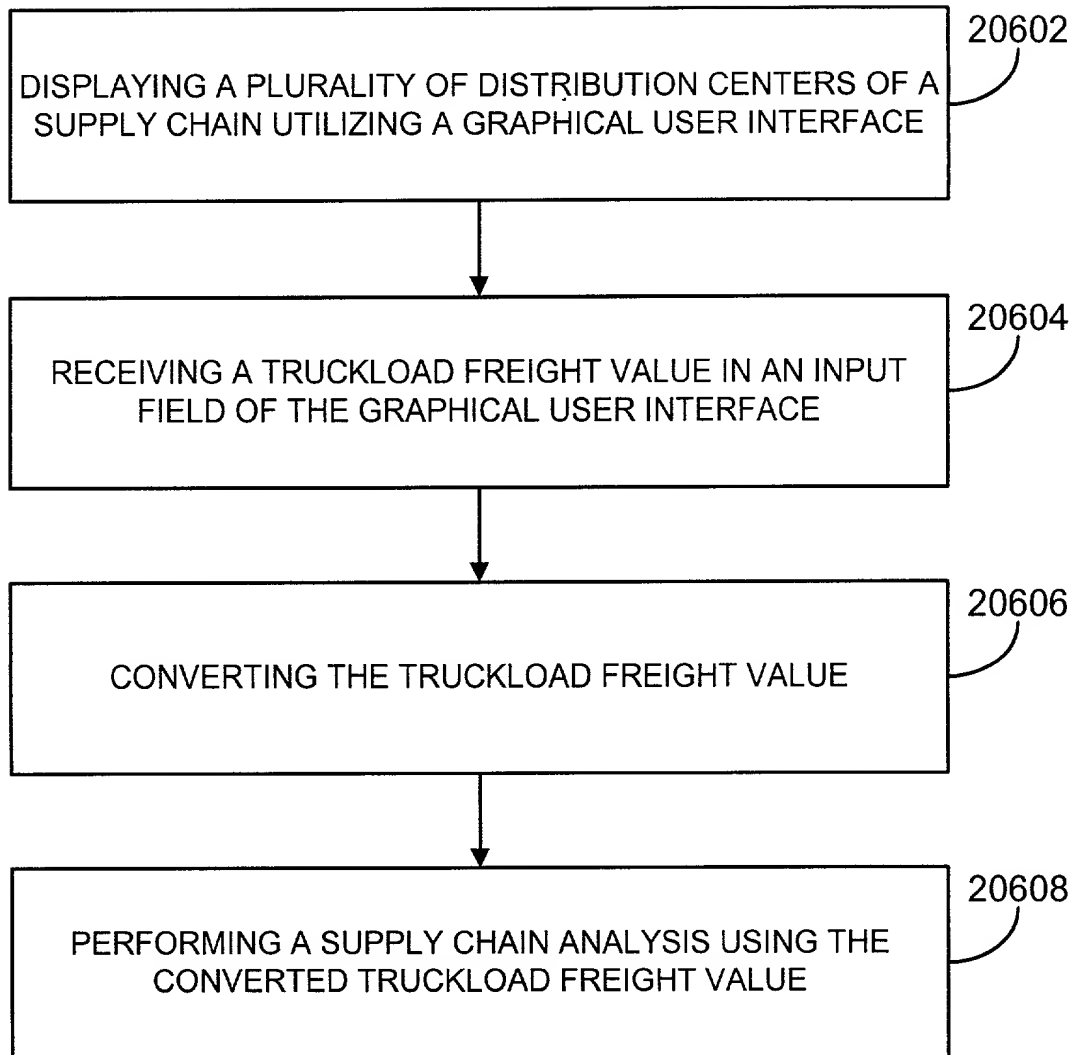 20602
DISPLAYING A PLURALITY OF DISTRIBUTION CENTERS OF A
SUPPLY CHAIN UTILIZING A GRAPHICAL USER INTERFACE
20604
RECEIVING A TRUCKLOAD FREIGHT VALUE IN AN INPUT
FIELD OF THE GRAPHICAL USER INTERFACE
20606
CONVERTING THE TRUCKLOAD FREIGHT VALUE
20608
PERFORMING A SUPPLY CHAIN ANALYSIS USING THE
CONVERTED TRUCKLOAD FREIGHT VALUE